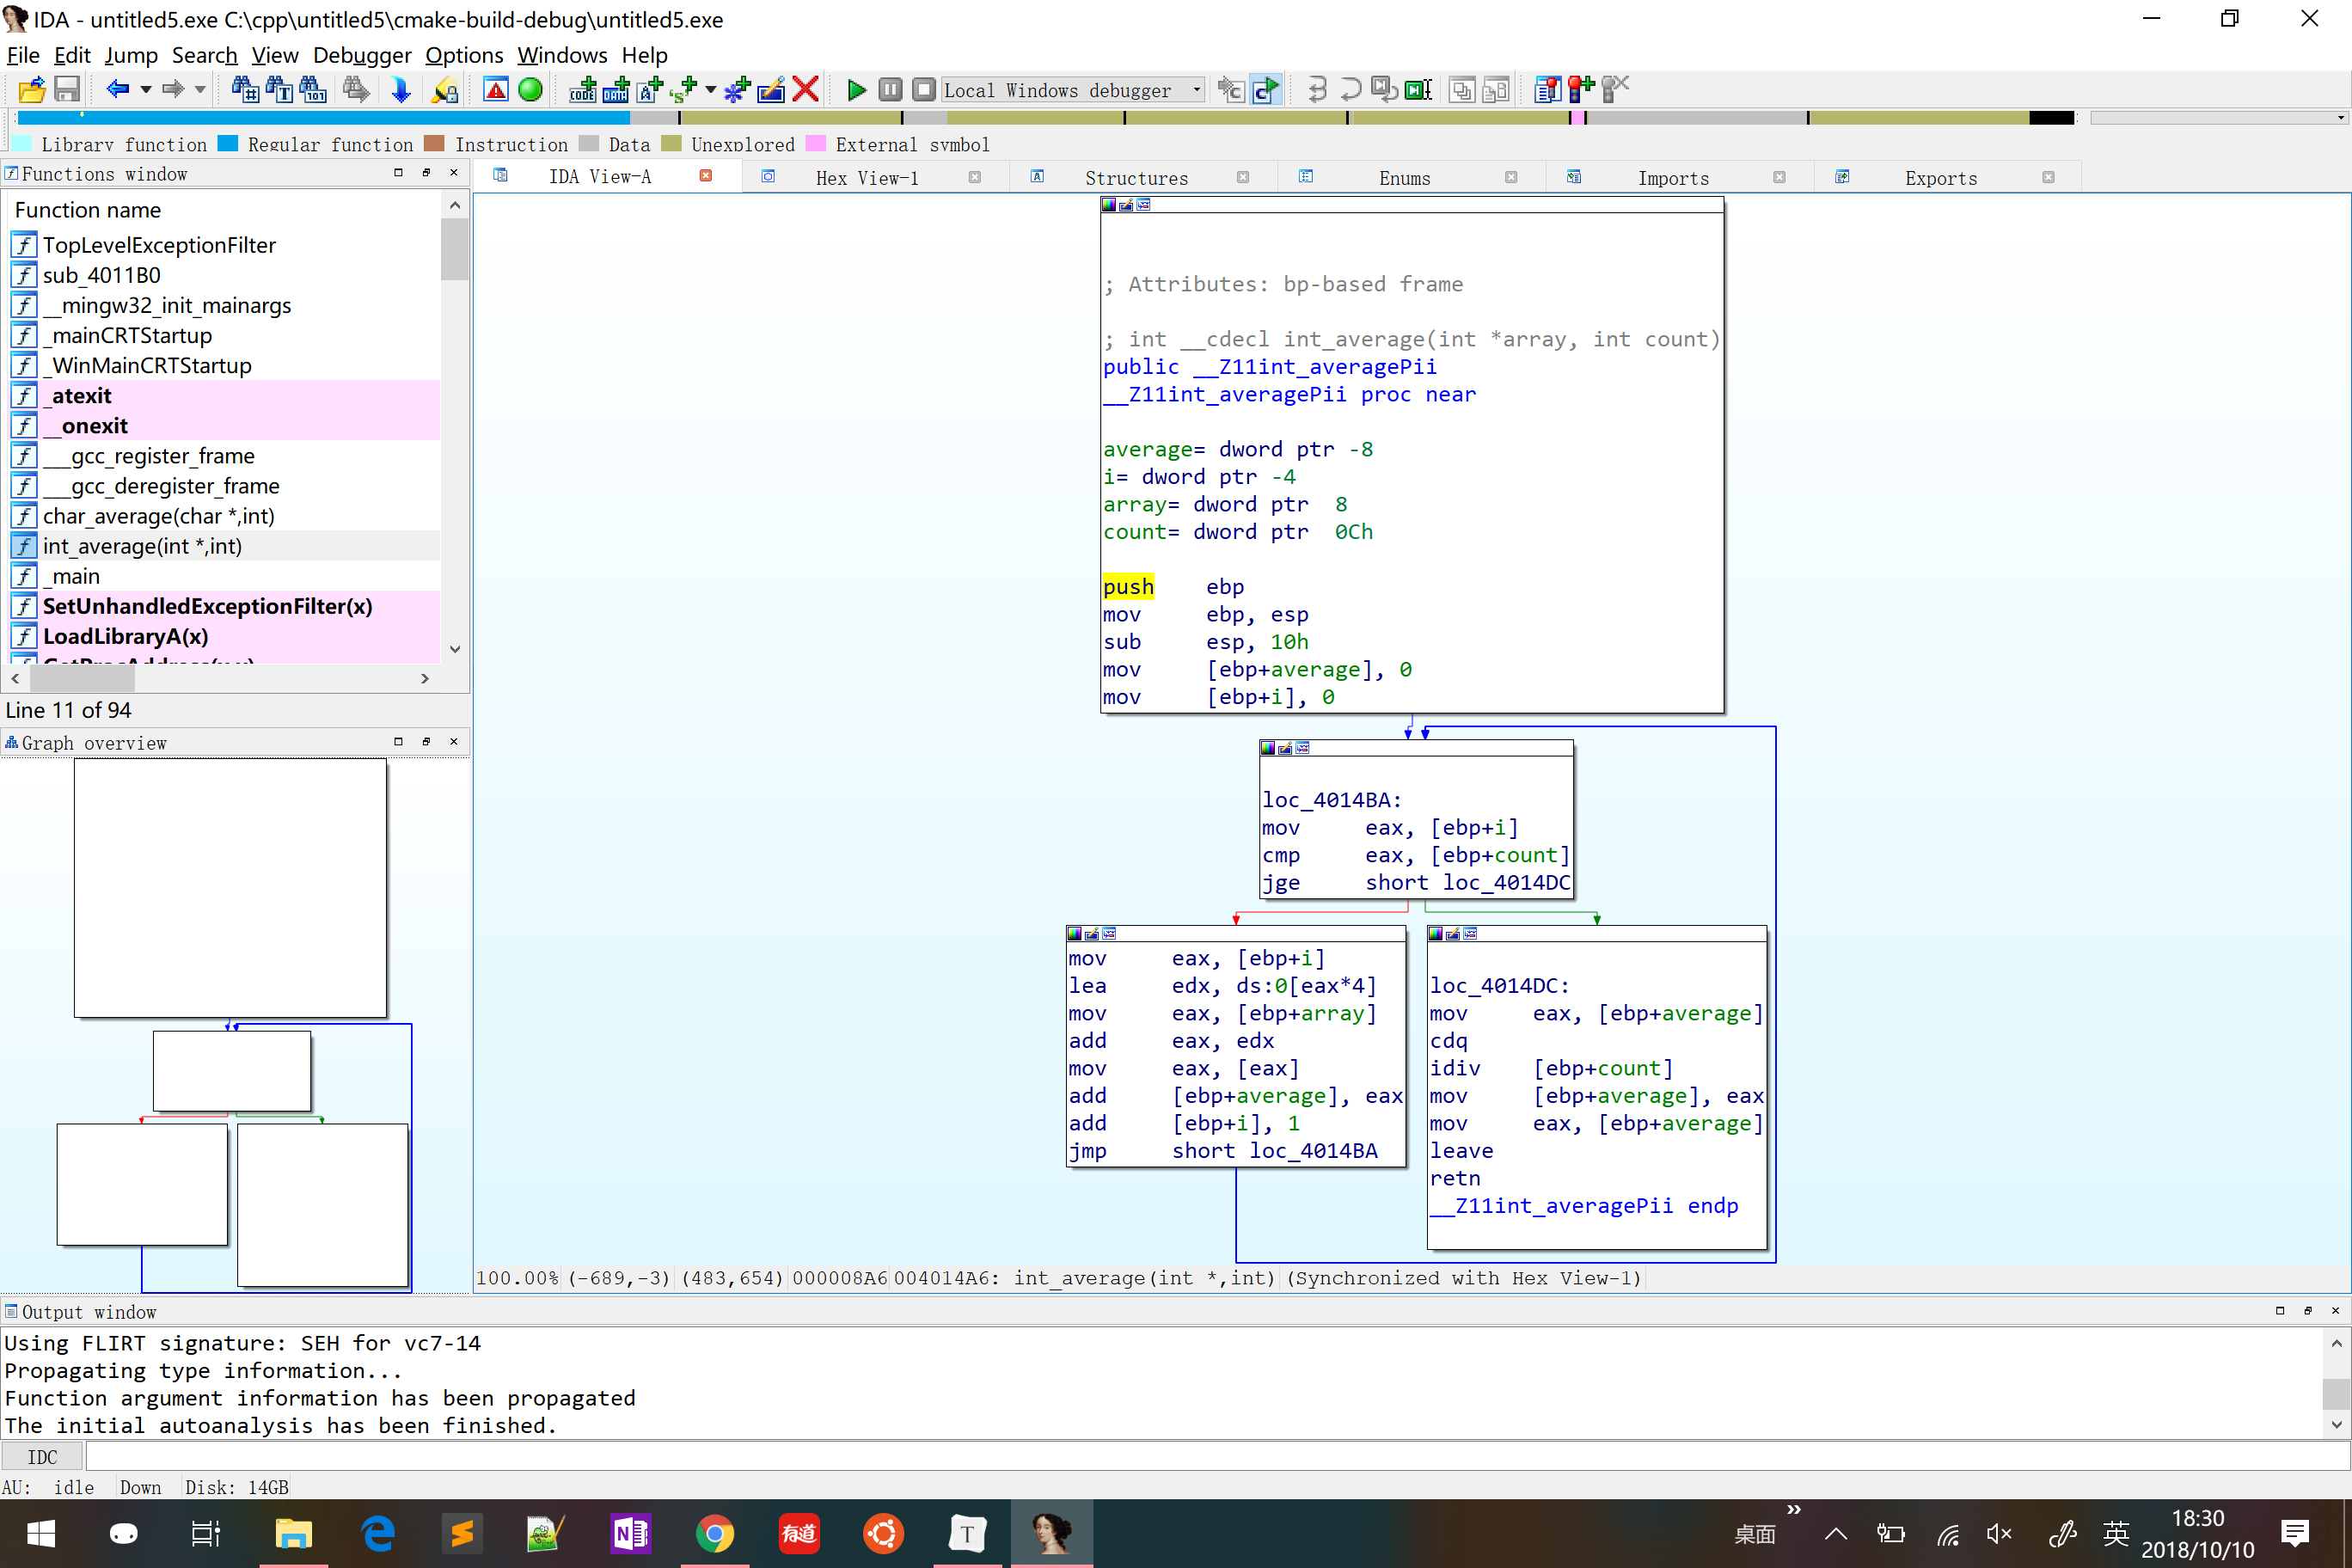 IDA - untitled5.exe C:\cpp\untitled5\cmake-build-debug\untitled5.exe
File Edit Jump Search View Debugger Options Windows Help
Local Windows debugger
Library function Regular function Instruction Data Unexplored External symbol
Functions window
IDA View-A Hex View-1 Structures Enums Imports Exports
Function name
TopLevelExceptionFilter
sub_4011B0
__mingw32_init_mainargs
_mainCRTStartup
_WinMainCRTStartup
_atexit
__onexit
___gcc_register_frame
___gcc_deregister_frame
char_average(char *,int)
int_average(int *,int)
_main
SetUnhandledExceptionFilter(x)
LoadLibraryA(x)
GetProcAddress(x,x)
Line 11 of 94
Graph overview
; Attributes: bp-based frame
; int __cdecl int_average(int *array, int count)
public __Z11int_averagePii
__Z11int_averagePii proc near
average= dword ptr -8
i= dword ptr -4
array= dword ptr  8
count= dword ptr  0Ch
push ebp
mov ebp, esp
sub esp, 10h
mov [ebp+average], 0
mov [ebp+i], 0
loc_4014BA:
mov eax, [ebp+i]
cmp eax, [ebp+count]
jge short loc_4014DC
mov eax, [ebp+i]
lea edx, ds:0[eax*4]
mov eax, [ebp+array]
add eax, edx
mov eax, [eax]
add [ebp+average], eax
add [ebp+i], 1
jmp short loc_4014BA
loc_4014DC:
mov eax, [ebp+average]
cdq
idiv [ebp+count]
mov [ebp+average], eax
mov eax, [ebp+average]
leave
retn
__Z11int_averagePii endp
100.00% (-689,-3) (483,654) 000008A6 004014A6: int_average(int *,int) (Synchronized with Hex View-1)
Output window
Using FLIRT signature: SEH for vc7-14
Propagating type information...
Function argument information has been propagated
The initial autoanalysis has been finished.
IDC
AU: idle Down Disk: 14GB
有道
N
T
桌面
英
18:30
2018/10/10